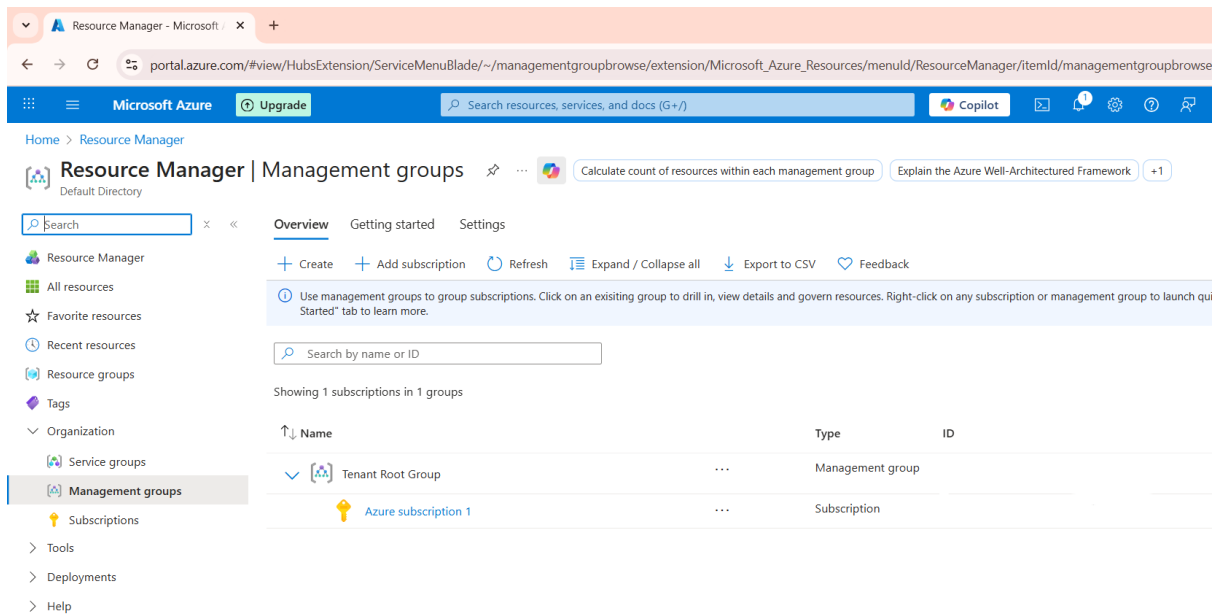 Resource Manager - Microsoft
portal.azure.com/#view/HubsExtension/ServiceMenuBlade/~/managementgroupbrowse/extension/Microsoft_Azure_Resources/menuId/ResourceManager/itemId/managementgroupbrowse
Microsoft Azure Upgrade Search resources, services, and docs (G+/) Copilot 1
Home > Resource Manager
Resource Manager | Management groups ... Calculate count of resources within each management group Explain the Azure Well-Architected Framework +1
Default Directory
Search
Overview Getting started Settings
Resource Manager
Create Add subscription Refresh Expand / Collapse all Export to CSV Feedback
All resources
Use management groups to group subscriptions. Click on an exisiting group to drill in, view details and govern resources. Right-click on any subscription or management group to launch
Started" tab to learn more.
Favorite resources
Recent resources
Search by name or ID
Resource groups
Showing 1 subscriptions in 1 groups
Tags
Organization
Name Type ID
Service groups
Tenant Root Group ... Management group
Management groups
Azure subscription 1 ... Subscription
Subscriptions
Tools
Deployments
Help